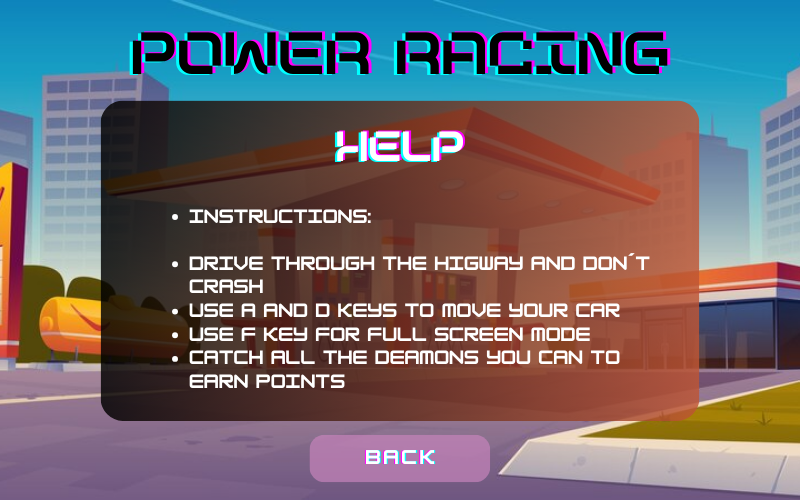 POWER RACING
HELP
• INSTRUCTIONS:
• DRIVE THROUGH THE HIGWAY AND DON´T
CRASH
• USE A AND D KEYS TO MOVE YOUR CAR
• USE F KEY FOR FULL SCREEN MODE
• CATCH ALL THE DEAMONS YOU CAN TO
EARN POINTS
BACK